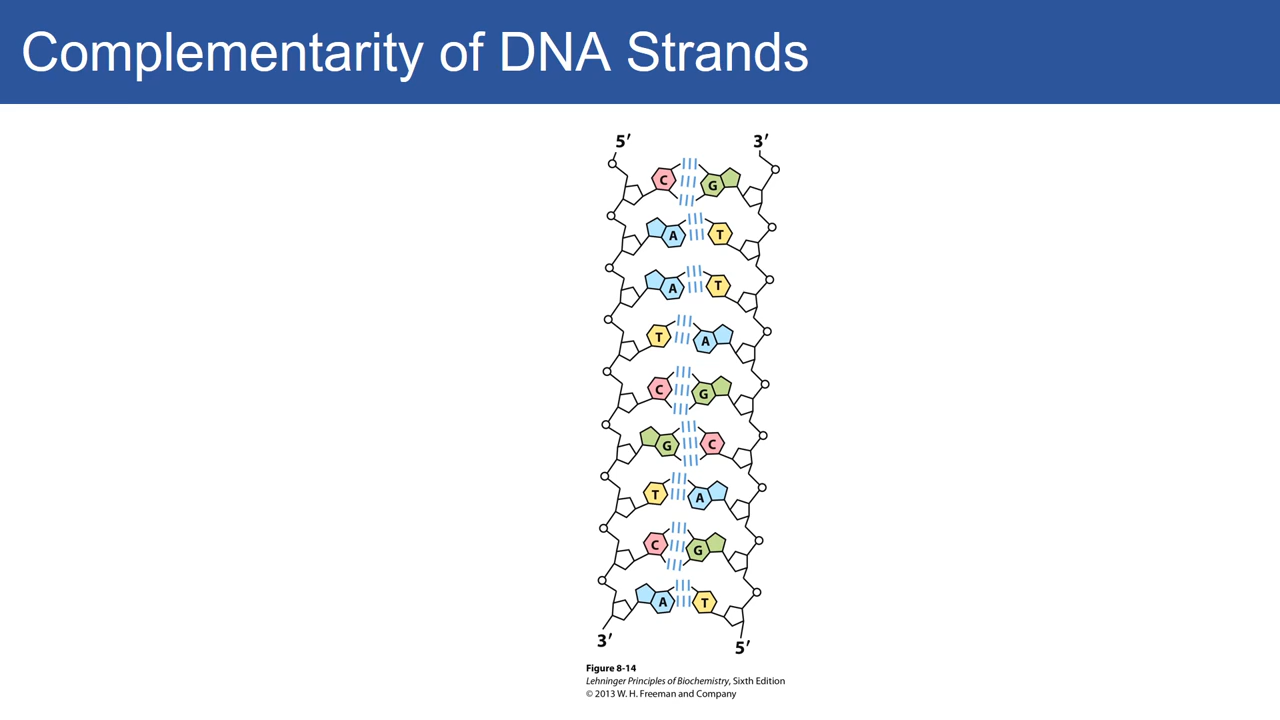 Complementarity of DNA Strands
5′ 3′
C G
A T
A T
T A
C G
G C
T A
C G
A T
3′ 5′
Figure 8-14
Lehninger Principles of Biochemistry, Sixth Edition
© 2013 W. H. Freeman and Company